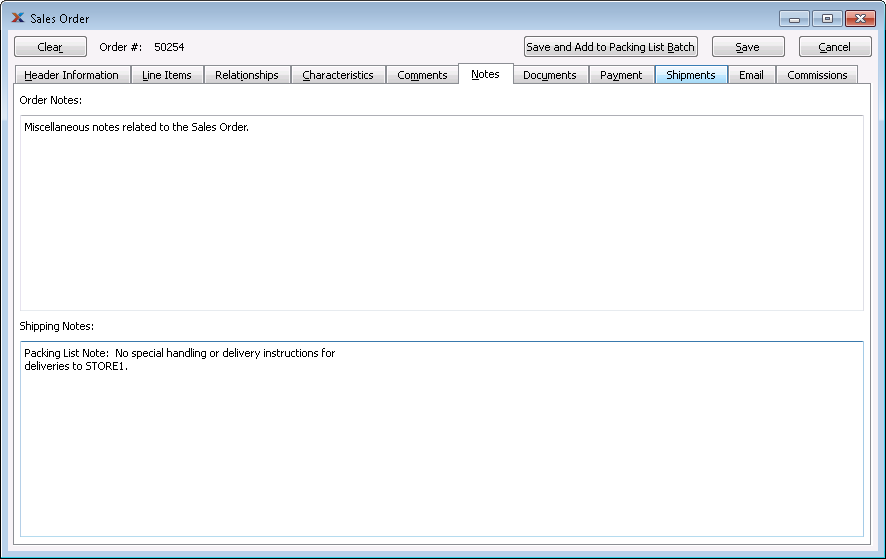 Sales Order
Clear Order #: 50254 Save and Add to Packing List Batch Save Cancel
Header Information Line Items Relationships Characteristics Comments Notes Documents Payment Shipments Email Commissions
Order Notes:
Miscellaneous notes related to the Sales Order.
Shipping Notes:
Packing List Note:  No special handling or delivery instructions for
deliveries to STORE1.